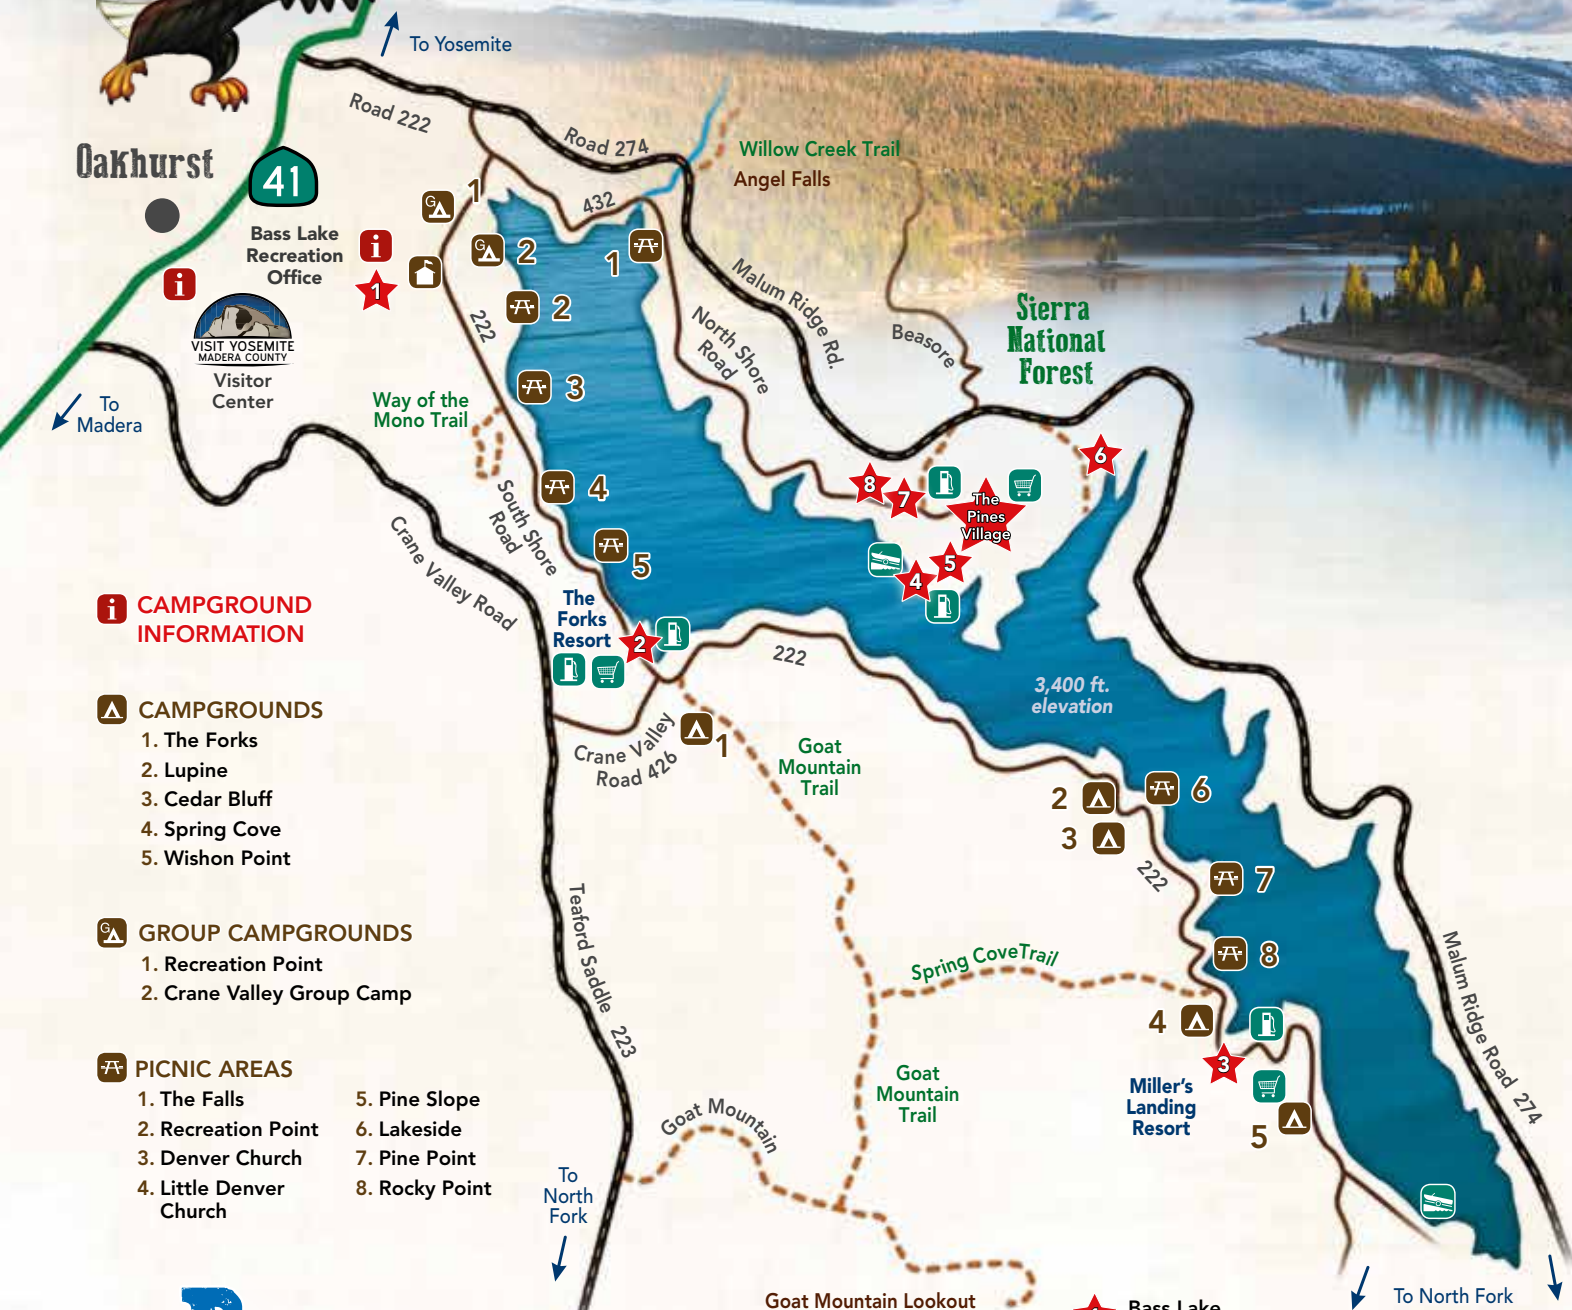 To Yosemite
Road 222
Road 274
Oakhurst
41
Willow Creek Trail
Angel Falls
432
G
1
Bass Lake
Recreation
Office
i
1
G
2
1
i
VISIT YOSEMITE
MADERA COUNTY
Visitor
Center
222
2
Malum Ridge Rd.
North Shore
Road
Beasore
Sierra
National
Forest
To
Madera
Way of the
Mono Trail
3
4
South Shore
Road
5
Crane Valley Road
8
7
The
Pines
Village
6
5
4
The
Forks
Resort
2
222
3,400 ft.
elevation
Crane Valley
Road 426
1
Goat
Mountain
Trail
2
3
6
222
7
8
Spring CoveTrail
4
3
Miller's
Landing
Resort
5
Malum Ridge Road 274
Teaford Saddle 223
Goat
Mountain
Trail
Goat Mountain
To
North
Fork
Goat Mountain Lookout
Bass Lake
To North Fork
i CAMPGROUND
INFORMATION
CAMPGROUNDS
1. The Forks
2. Lupine
3. Cedar Bluff
4. Spring Cove
5. Wishon Point
G GROUP CAMPGROUNDS
1. Recreation Point
2. Crane Valley Group Camp
PICNIC AREAS
1. The Falls
2. Recreation Point
3. Denver Church
4. Little Denver
Church
5. Pine Slope
6. Lakeside
7. Pine Point
8. Rocky Point